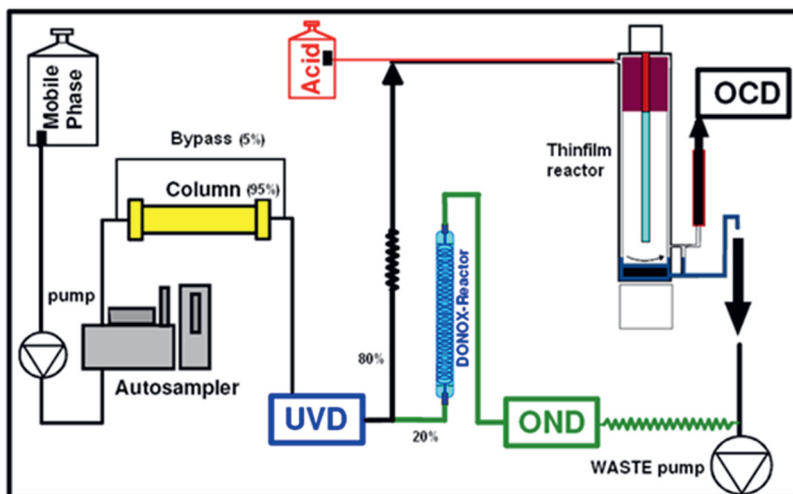 Mobile
Phase
Acid
OCD
Bypass (5%)
Thinfilm
reactor
Column (95%)
pump
DONOX-Reactor
80%
Autosampler
UVD
OND
20%
WASTE pump